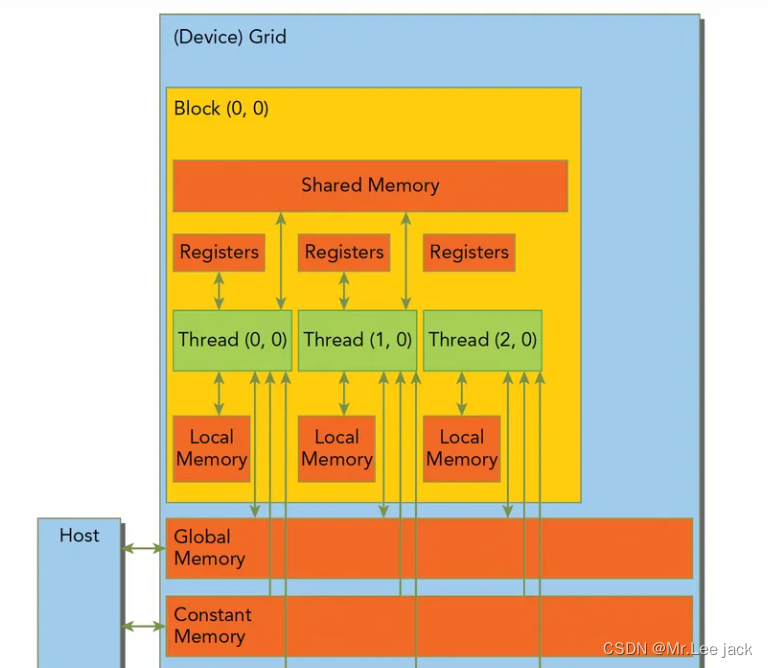 (Device) Grid
Block (0, 0)
Shared Memory
Registers
Registers
Registers
Thread (0, 0)
Thread (1, 0)
Thread (2, 0)
Local
Memory
Local
Memory
Local
Memory
Host
Global
Memory
Constant
Memory
CSDN @Mr.Lee jack